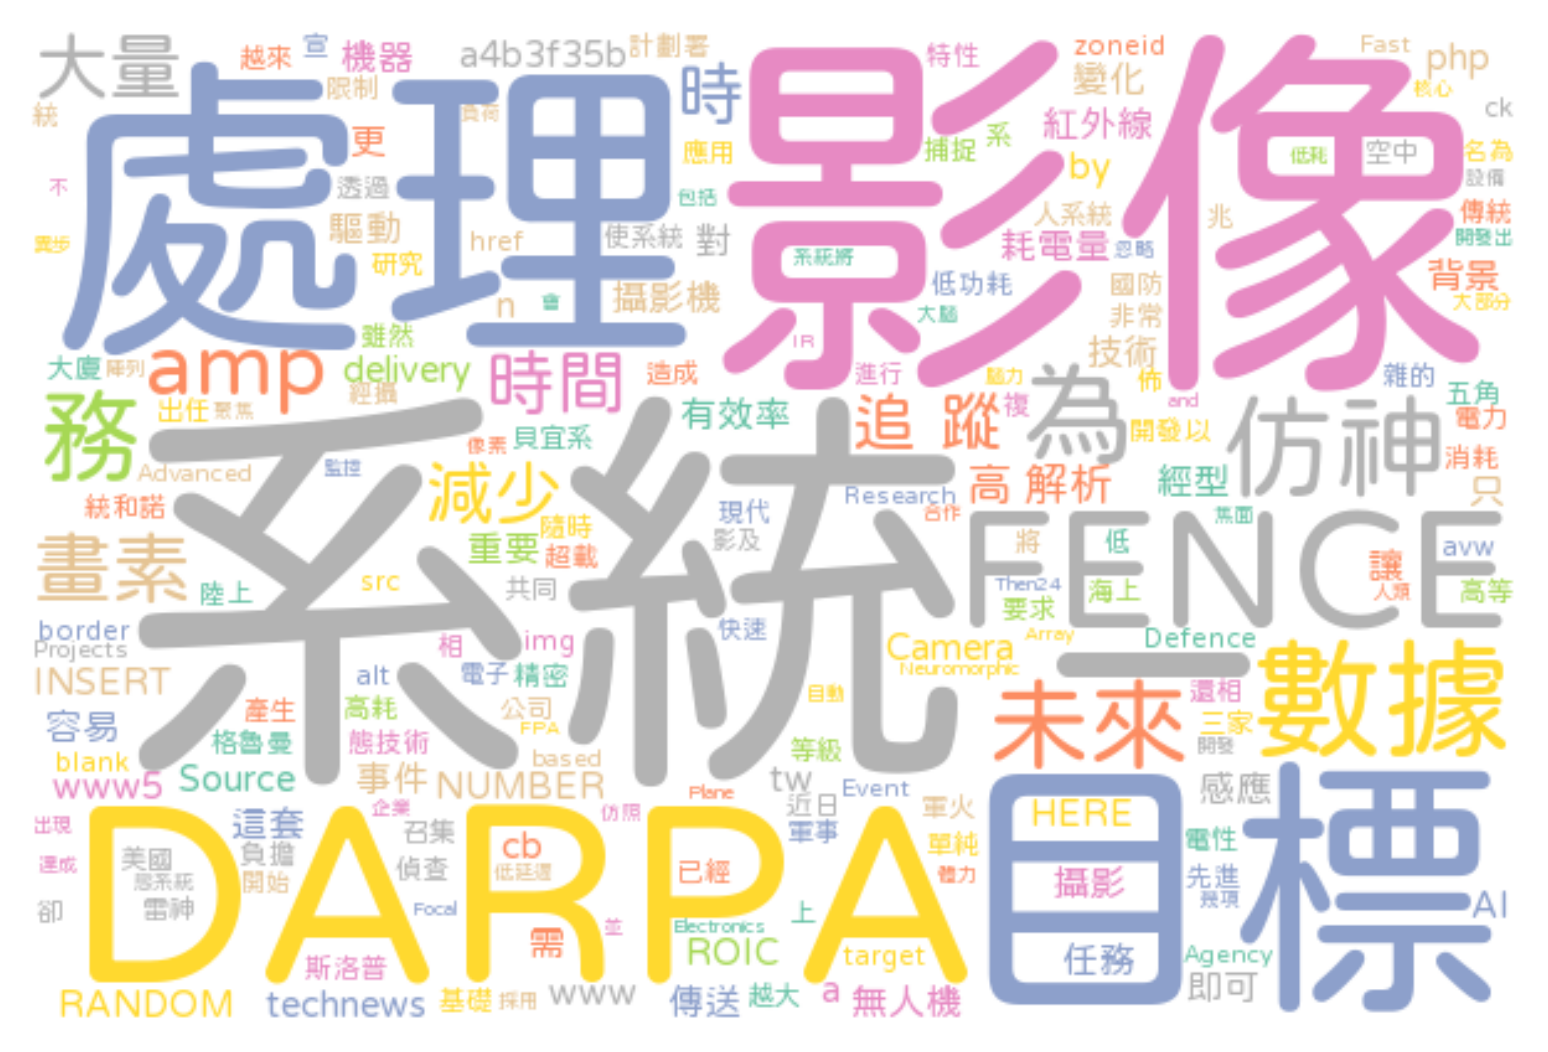 大量
越來
宣
機器
a4b3f35b
計劃署
時
影像
特性
zoneid
Fast
php
變化
核心
ck
統
限制
處理
負荷
更
應用
捕捉
系
紅外線
by
低耗
空中
名為
設備
不
透過
包括
人系統
兆
傳統
驅動
href
使系統
對
系統將
耗電量
忽略
開發出
研究
n
會
攝影機
低功耗
國防
背景
大部分
大腦
非常
雖然
IR
技術
大廈
陣列
amp
delivery
經攝
時間
造成
進行
腦力
為
佈
雜的
五角
務
出任
聚焦
有效率
追蹤
複
and
開發以
仿神
電力
像素
貝宜系
Advanced
監控
減少
高解析
經型
消耗
只
統和諾
系統
隨時
Research
現代
合作
FENCE
焦面
畫素
重要
超載
影及
將
低
avw
讓
陸上
src
共同
Then24
要求
海上
人類
高等
border
快速
Array
Defence
Projects
相
img
Camera
Neuromorphic
一
數據
INSERT
alt
電子
精密
自動
未來
還相
容易
產生
高耗
公司
FPA
三家
開發
格魯曼
態技術
等級
blank
based
www5
Source
事件
NUMBER
tw
Plane
近日
Event
軍火
目標
感應
出現
這套
企業
召集
仿照
軍事
HERE
單純
電性
達成
美國
負擔
cb
偵查
低延遲
已經
體力
攝影
先進
幾項
開始
雷神
卻
DARPA
Focal
並
Electronics
上
AI
需
ROIC
target
任務
Agency
斯洛普
即可
RANDOM
technews
基礎
採用
www
傳送
越大
a
無人機